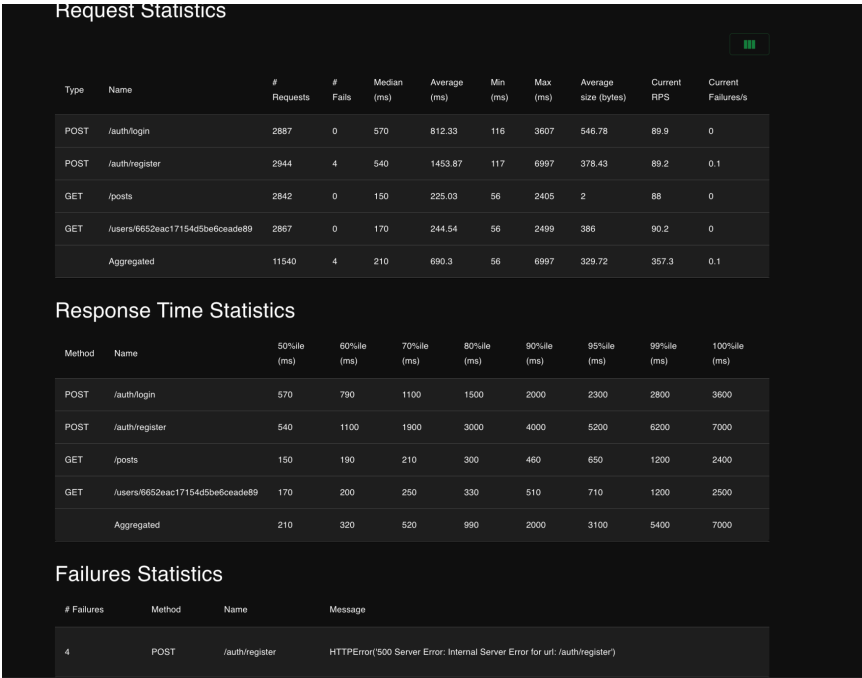 Request Statistics
Type Name # Requests # Fails Median (ms) Average (ms) Min (ms) Max (ms) Average size (bytes) Current RPS Current Failures/s
POST /auth/login 2887 0 570 812.33 116 3607 546.78 89.9 0
POST /auth/register 2944 4 540 1453.87 117 6997 378.43 89.2 0.1
GET /posts 2842 0 150 225.03 56 2405 2 88 0
GET /users/6652eac17154d5be6ceade89 2867 0 170 244.54 56 2499 386 90.2 0
Aggregated 11540 4 210 690.3 56 6997 329.72 357.3 0.1
Response Time Statistics
Method Name 50%ile (ms) 60%ile (ms) 70%ile (ms) 80%ile (ms) 90%ile (ms) 95%ile (ms) 99%ile (ms) 100%ile (ms)
POST /auth/login 570 790 1100 1500 2000 2300 2800 3600
POST /auth/register 540 1100 1900 3000 4000 5200 6200 7000
GET /posts 150 190 210 300 460 650 1200 2400
GET /users/6652eac17154d5be6ceade89 170 200 250 330 510 710 1200 2500
Aggregated 210 320 520 990 2000 3100 5400 7000
Failures Statistics
# Failures Method Name Message
4 POST /auth/register HTTPError('500 Server Error: Internal Server Error for url: /auth/register')